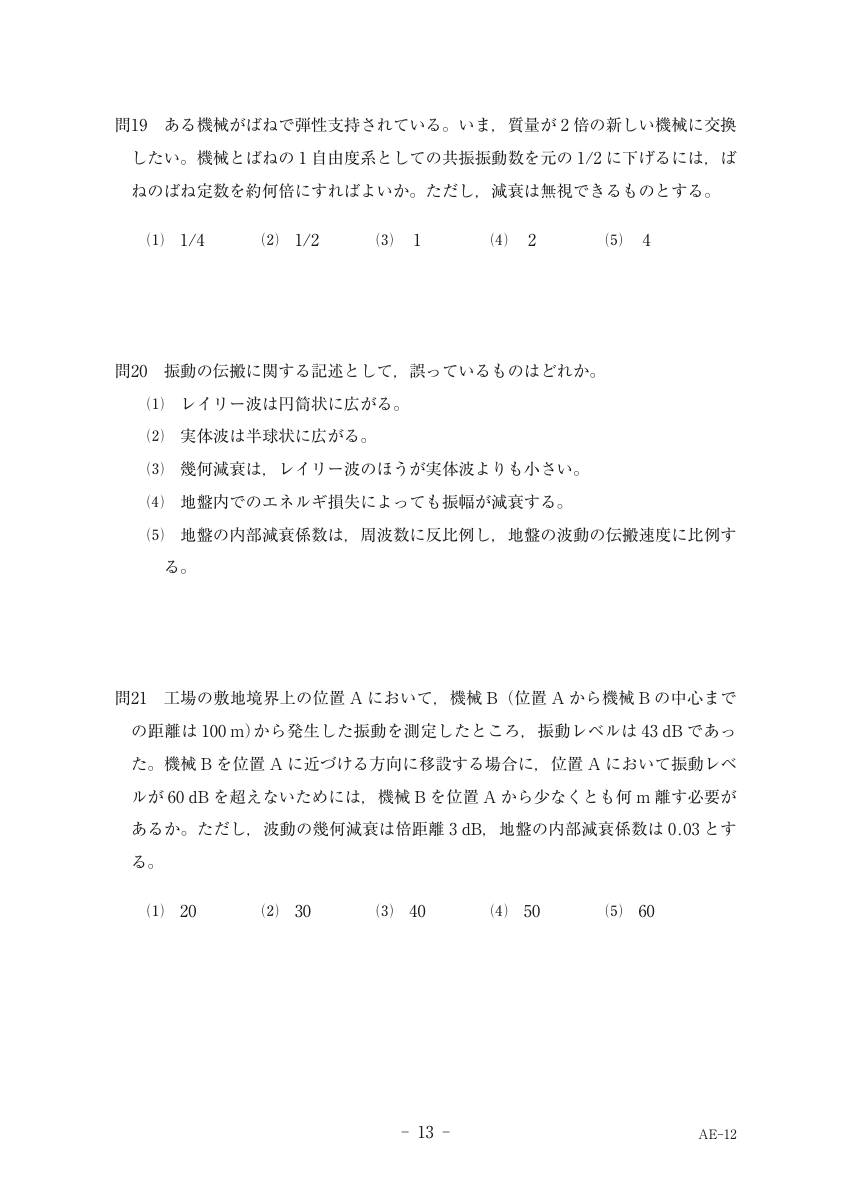 問19　ある機械がばねで弾性支持されている。いま，質量が 2 倍の新しい機械に交換
したい。機械とばねの 1 自由度系としての共振振動数を元の 1/2 に下げるには，ば
ねのばね定数を約何倍にすればよいか。ただし，減衰は無視できるものとする。
⑴　1/4　⑵　1/2　⑶　1　⑷　2　⑸　4
問20　振動の伝搬に関する記述として，誤っているものはどれか。
⑴　レイリー波は円筒状に広がる。
⑵　実体波は半球状に広がる。
⑶　幾何減衰は，レイリー波のほうが実体波よりも小さい。
⑷　地盤内でのエネルギ損失によっても振幅が減衰する。
⑸　地盤の内部減衰係数は，周波数に反比例し，地盤の波動の伝搬速度に比例す
る。
問21　工場の敷地境界上の位置 A において，機械 B（位置 A から機械 B の中心まで
の距離は 100 m）から発生した振動を測定したところ，振動レベルは 43 dB であっ
た。機械 B を位置 A に近づける方向に移設する場合に，位置 A において振動レベ
ルが 60 dB を超えないためには，機械 B を位置 A から少なくとも何 m 離す必要が
あるか。ただし，波動の幾何減衰は倍距離 3 dB，地盤の内部減衰係数は 0.03 とす
る。
⑴　20　⑵　30　⑶　40　⑷　50　⑸　60
－ 13 －
AE-12